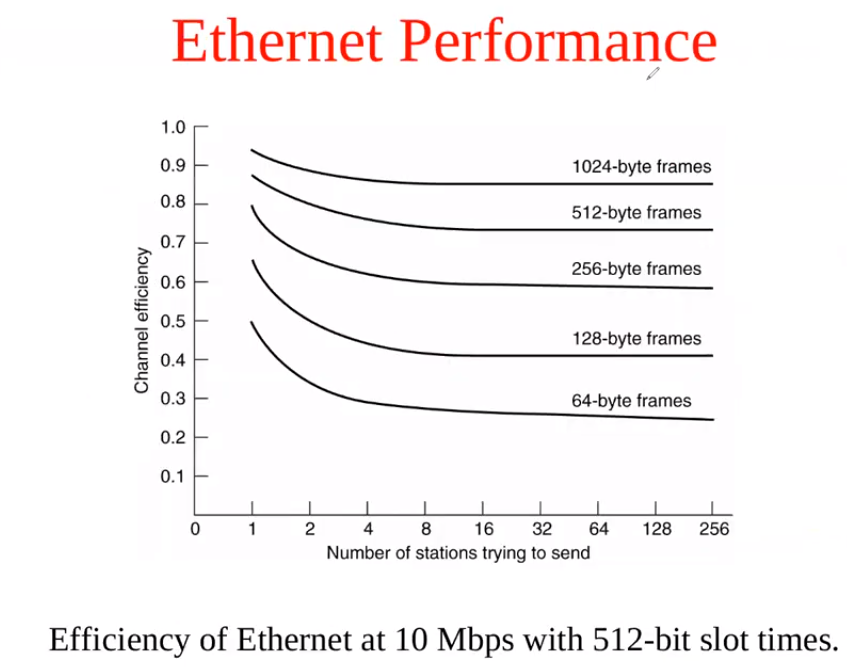 Ethernet Performance
1.0
0.9
1024-byte frames
0.8
512-byte frames
0.7
256-byte frames
0.6
0.5
128-byte frames
0.4
0.3
64-byte frames
0.2
0.1
Channel efficiency
0 1 2 4 8 16 32 64 128 256
Number of stations trying to send
Efficiency of Ethernet at 10 Mbps with 512-bit slot times.